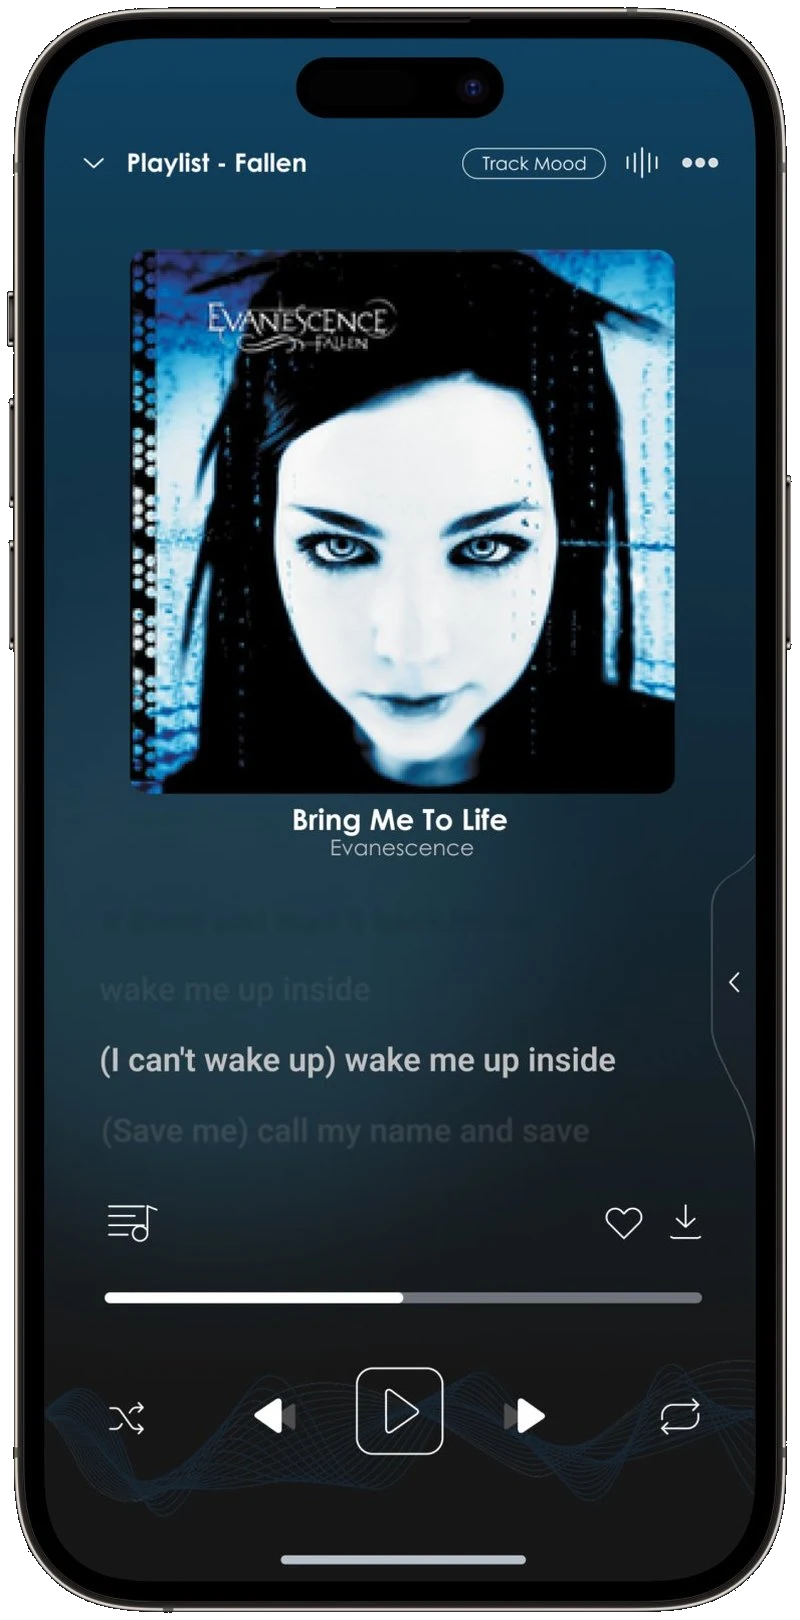 Playlist - Fallen
Track Mood
EVANESCENCE
FALLEN
Bring Me To Life
Evanescence
wake me up inside
(I can't wake up) wake me up inside
(Save me) call my name and save